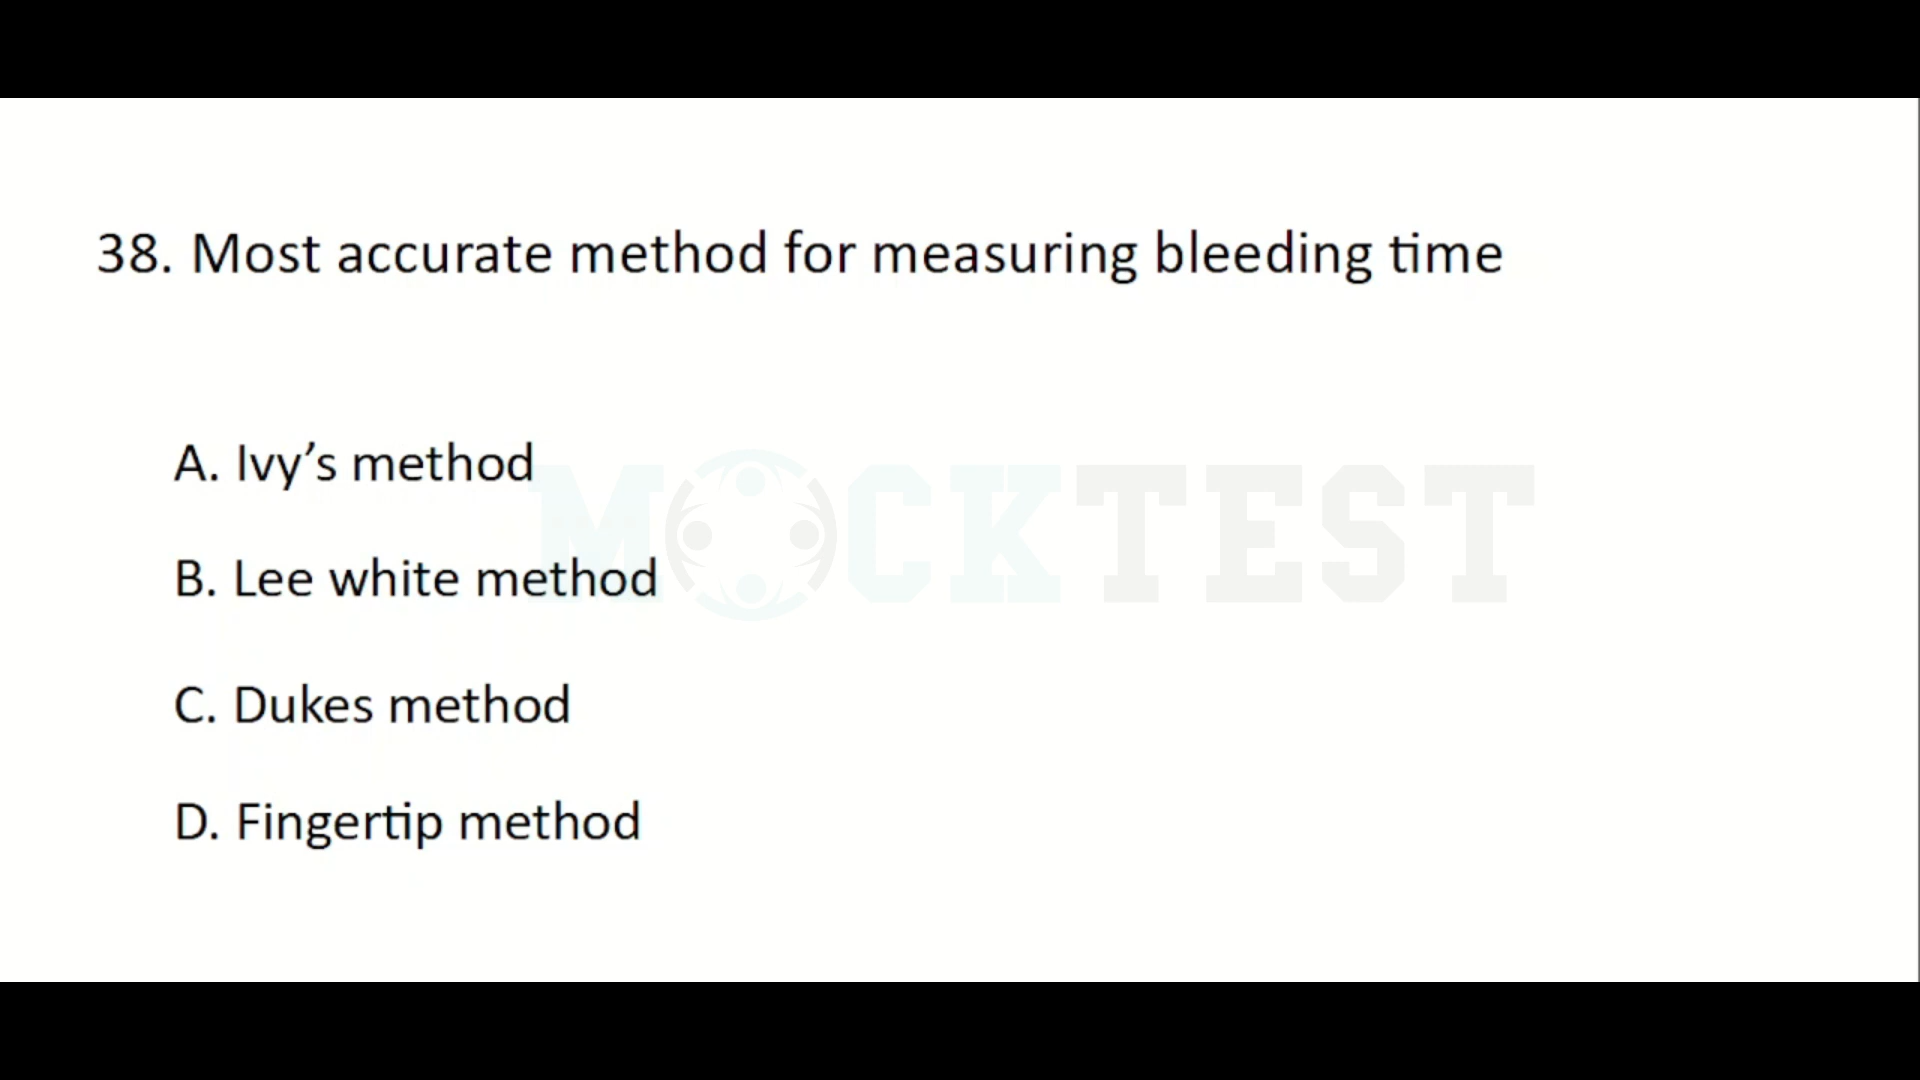 38. Most accurate method for measuring bleeding time
A. Ivy’s method
MOCKTEST
B. Lee white method
C. Dukes method
D. Fingertip method